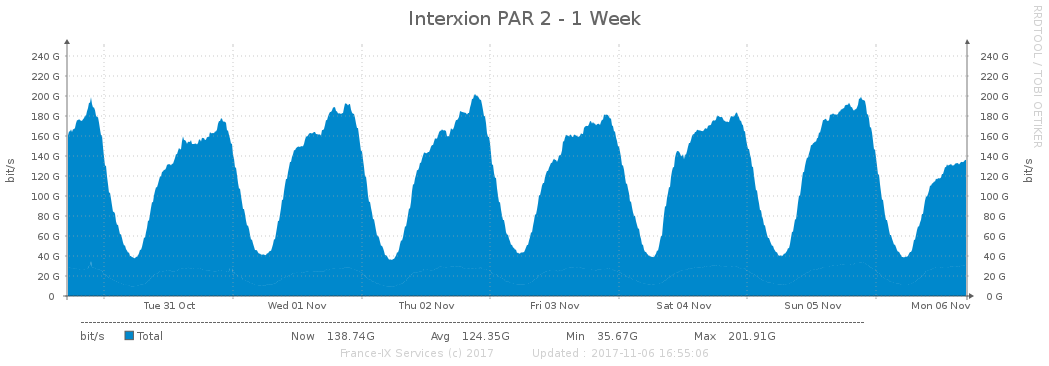 Interxion PAR 2 - 1 Week
RRDTOOL / TOBI OETIKER
240 G 240 G
220 G 220 G
200 G 200 G
180 G 180 G
160 G 160 G
140 G 140 G
120 G 120 G
100 G 100 G
80 G 80 G
60 G 60 G
40 G 40 G
20 G 20 G
0 0 G
bit/s bit/s
Tue 31 Oct Wed 01 Nov Thu 02 Nov Fri 03 Nov Sat 04 Nov Sun 05 Nov Mon 06 Nov
bit/s Total Now 138.74G Avg 124.35G Min 35.67G Max 201.91G
France-IX Services (c) 2017 Updated : 2017-11-06 16:55:06